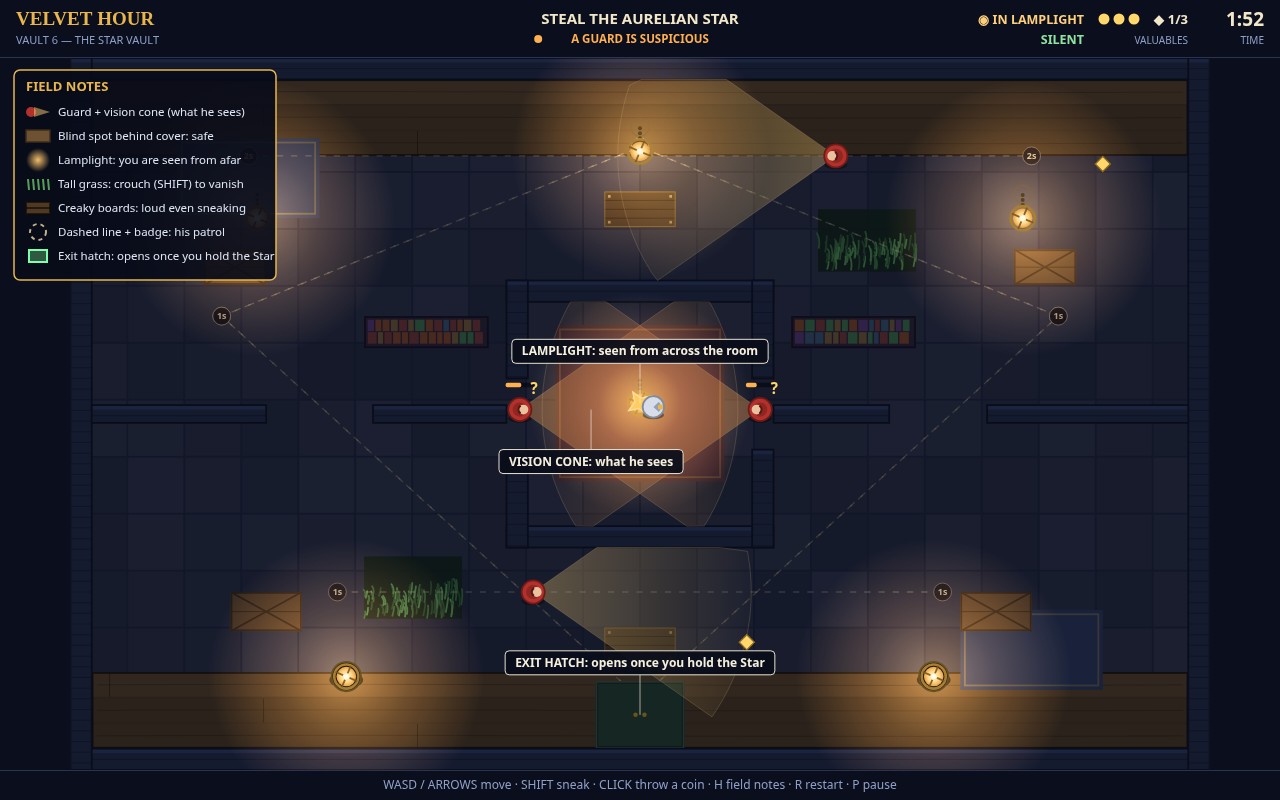 VELVET HOUR
VAULT 6 — THE STAR VAULT
STEAL THE AURELIAN STAR
A GUARD IS SUSPICIOUS
◉ IN LAMPLIGHT
SILENT
◆ 1/3
VALUABLES
1:52
TIME
FIELD NOTES
Guard + vision cone (what he sees)
Blind spot behind cover: safe
Lamplight: you are seen from afar
Tall grass: crouch (SHIFT) to vanish
Creaky boards: loud even sneaking
Dashed line + badge: his patrol
Exit hatch: opens once you hold the Star
2s
2s
1s
1s
LAMPLIGHT: seen from across the room
?
?
VISION CONE: what he sees
1s
1s
EXIT HATCH: opens once you hold the Star
WASD / ARROWS move · SHIFT sneak · CLICK throw a coin · H field notes · R restart · P pause